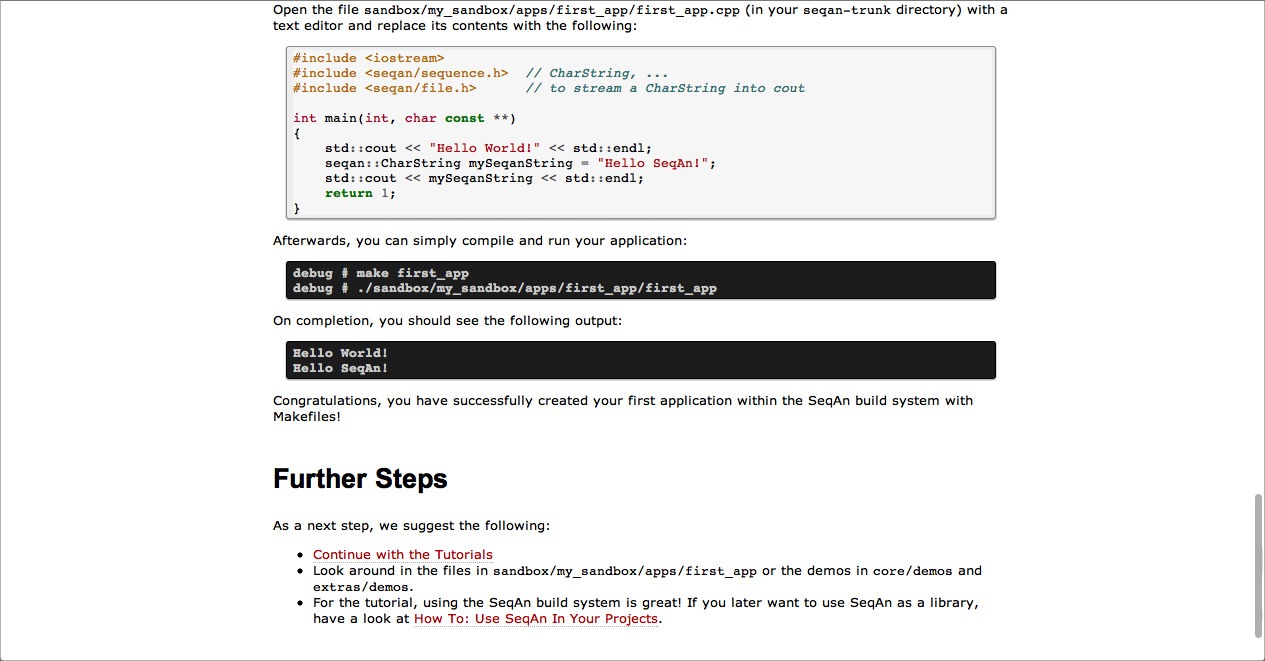 Open the file sandbox/my_sandbox/apps/first_app/first_app.cpp (in your seqan-trunk directory) with a
text editor and replace its contents with the following:
#include <iostream>
#include <seqan/sequence.h>  // CharString, ...
#include <seqan/file.h>      // to stream a CharString into cout
int main(int, char const **)
{
    std::cout << "Hello World!" << std::endl;
    seqan::CharString mySeqanString = "Hello SeqAn!";
    std::cout << mySeqanString << std::endl;
    return 1;
}
Afterwards, you can simply compile and run your application:
debug # make first_app
debug # ./sandbox/my_sandbox/apps/first_app/first_app
On completion, you should see the following output:
Hello World!
Hello SeqAn!
Congratulations, you have successfully created your first application within the SeqAn build system with
Makefiles!
Further Steps
As a next step, we suggest the following:
• Continue with the Tutorials
• Look around in the files in sandbox/my_sandbox/apps/first_app or the demos in core/demos and
extras/demos.
• For the tutorial, using the SeqAn build system is great! If you later want to use SeqAn as a library,
have a look at How To: Use SeqAn In Your Projects.